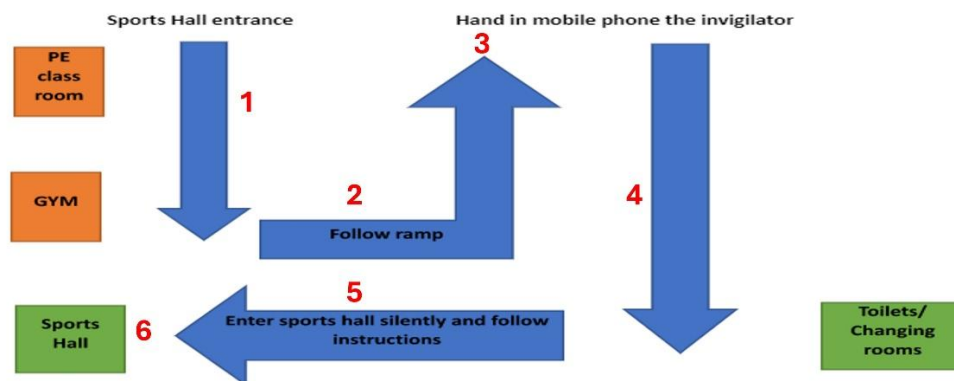 Sports Hall entrance
Hand in mobile phone the invigilator
PE
class
room
1
3
GYM
2
4
Follow ramp
5
Sports
Hall
6
Enter sports hall silently and follow
instructions
Toilets/
Changing
rooms